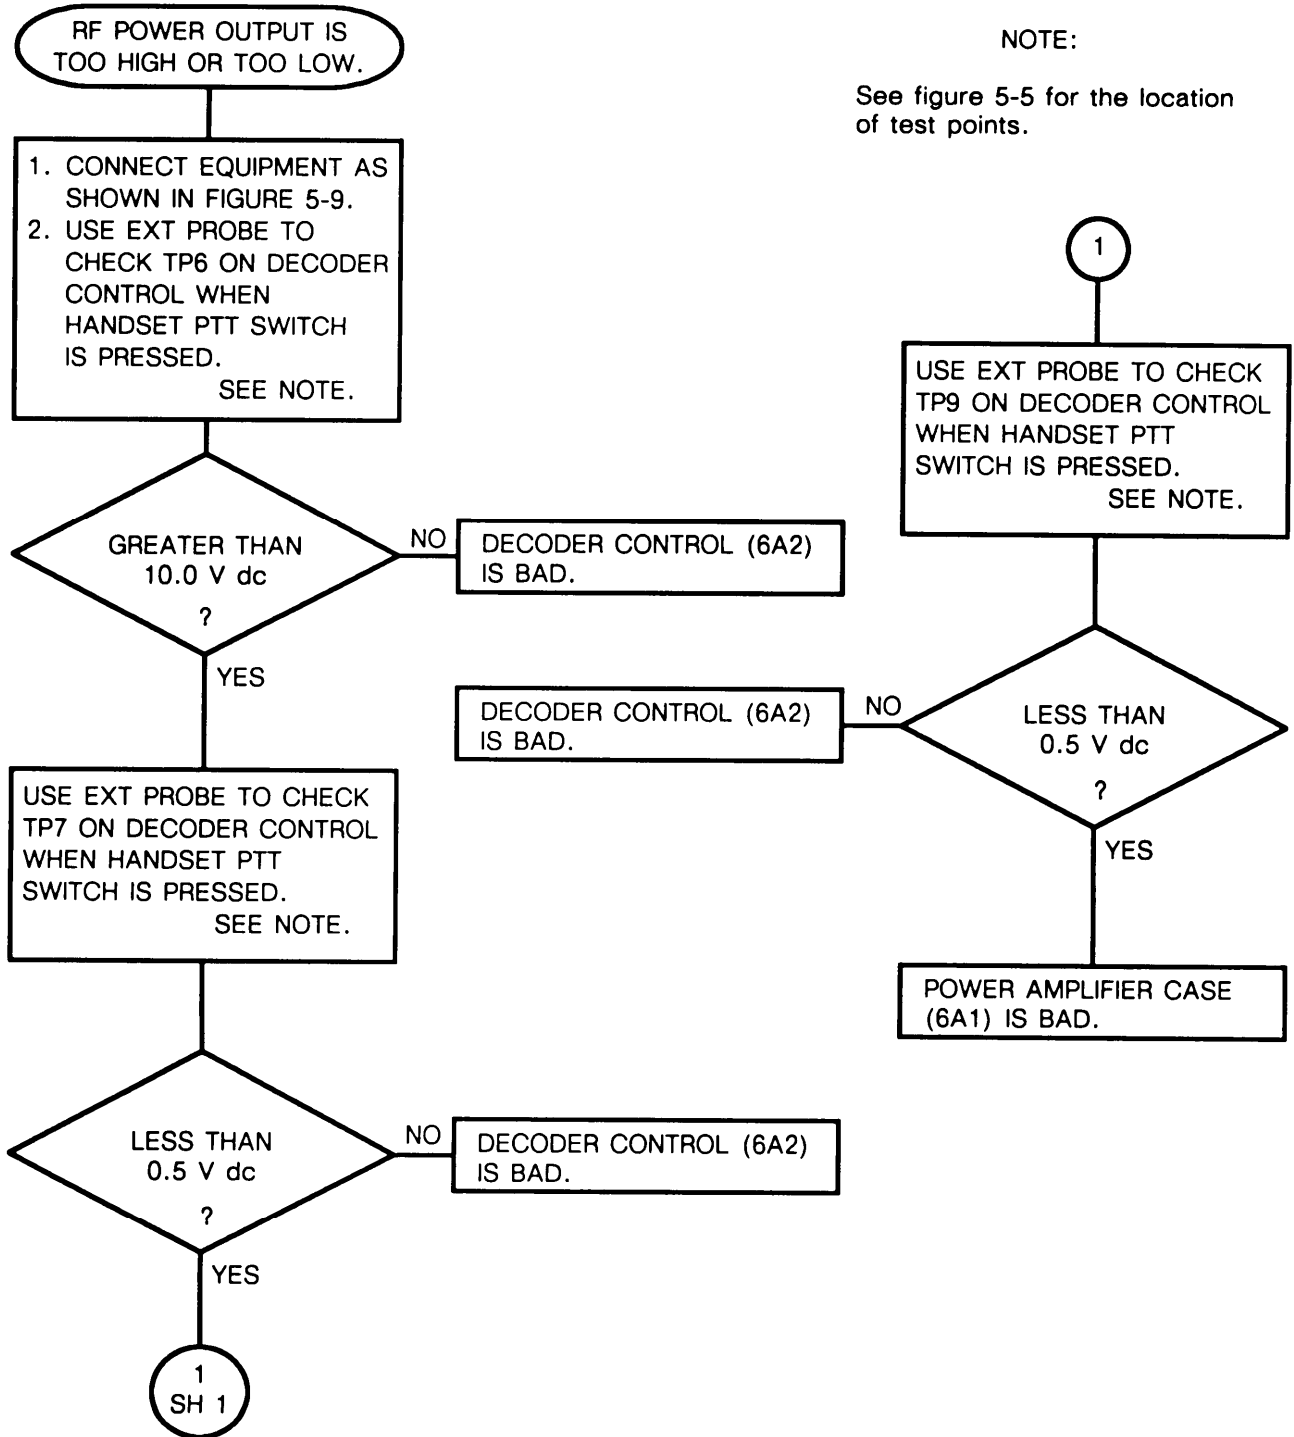 RF POWER OUTPUT IS
TOO HIGH OR TOO LOW.
1. CONNECT EQUIPMENT AS
SHOWN IN FIGURE 5-9.
2. USE EXT PROBE TO
CHECK TP6 ON DECODER
CONTROL WHEN
HANDSET PTT SWITCH
IS PRESSED.
SEE NOTE.
GREATER THAN
10.0 V dc
?
NO
DECODER CONTROL (6A2)
IS BAD.
YES
USE EXT PROBE TO CHECK
TP7 ON DECODER CONTROL
WHEN HANDSET PTT
SWITCH IS PRESSED.
SEE NOTE.
LESS THAN
0.5 V dc
?
NO
DECODER CONTROL (6A2)
IS BAD.
YES
1
SH 1
NOTE:
See figure 5-5 for the location
of test points.
1
USE EXT PROBE TO CHECK
TP9 ON DECODER CONTROL
WHEN HANDSET PTT
SWITCH IS PRESSED.
SEE NOTE.
LESS THAN
0.5 V dc
?
NO
DECODER CONTROL (6A2)
IS BAD.
YES
POWER AMPLIFIER CASE
(6A1) IS BAD.